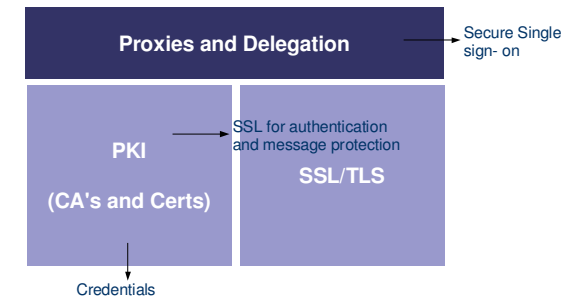 Proxies and Delegation
Secure Single
sign- on
SSL for authentication
and message protection
PKI
(CA's and Certs)
SSL/TLS
Credentials